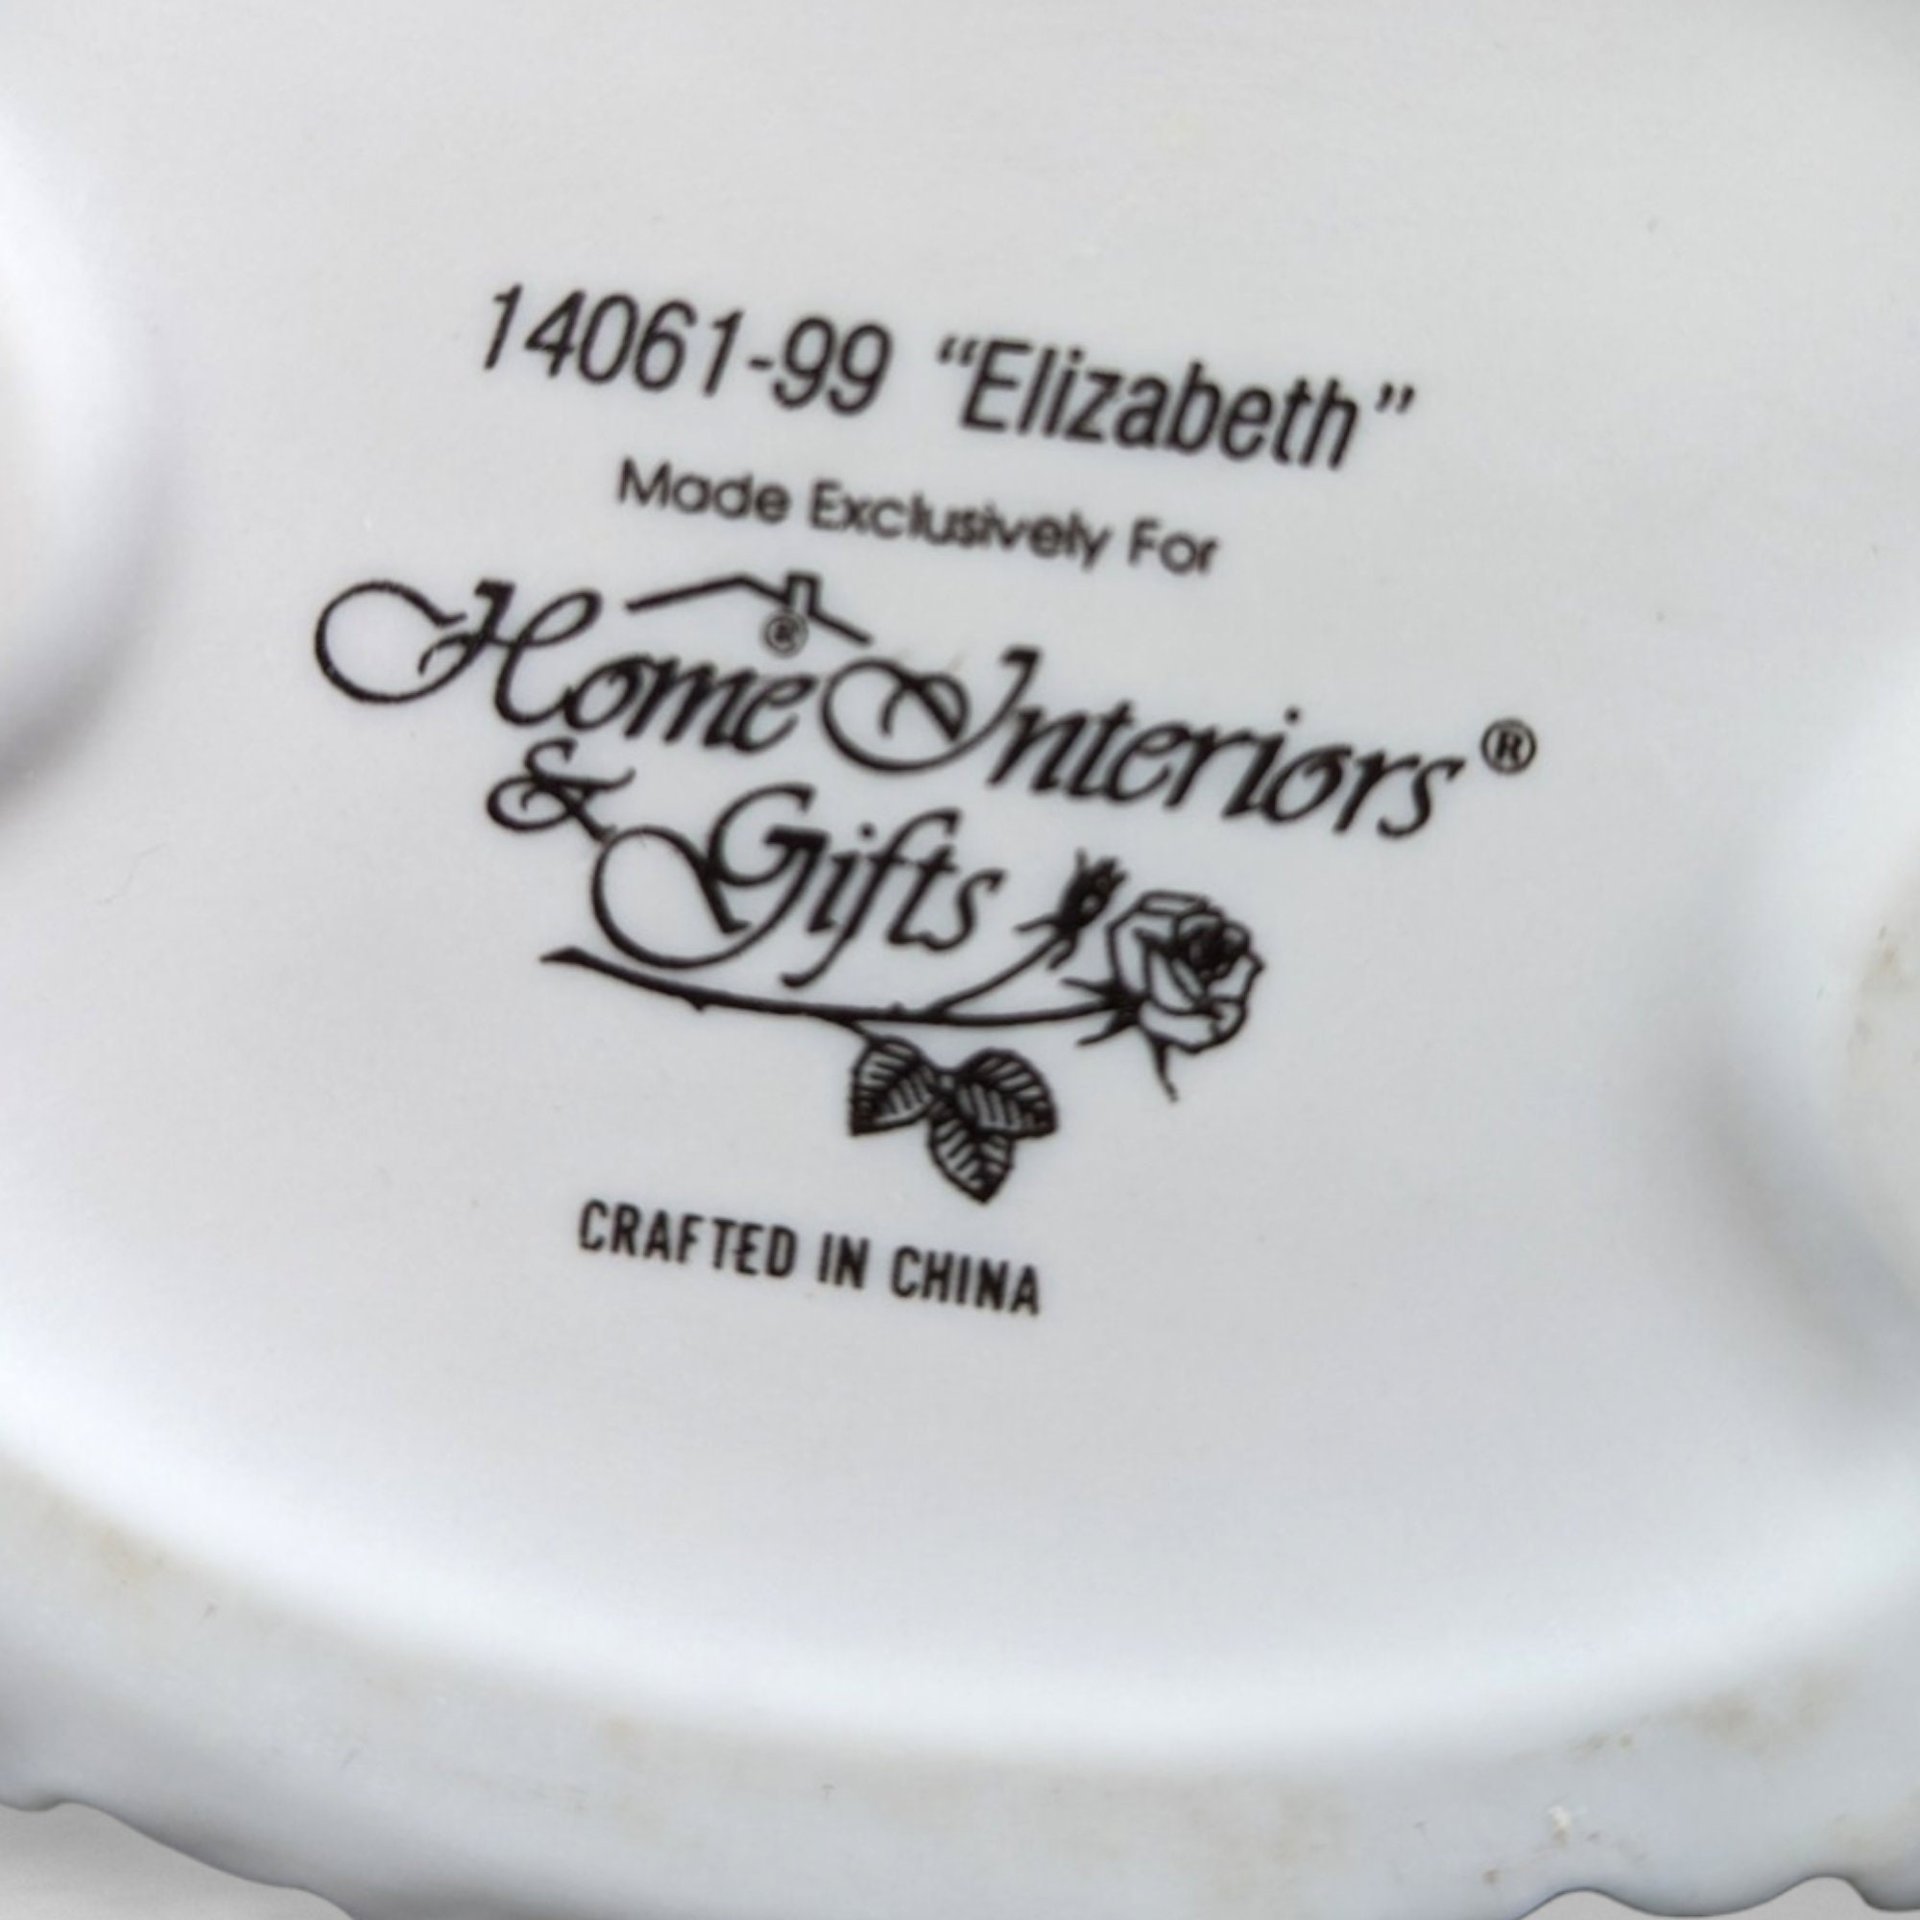 14061-99 “Elizabeth”
Made Exclusively For
Home Interiors®
& Gifts
CRAFTED IN CHINA